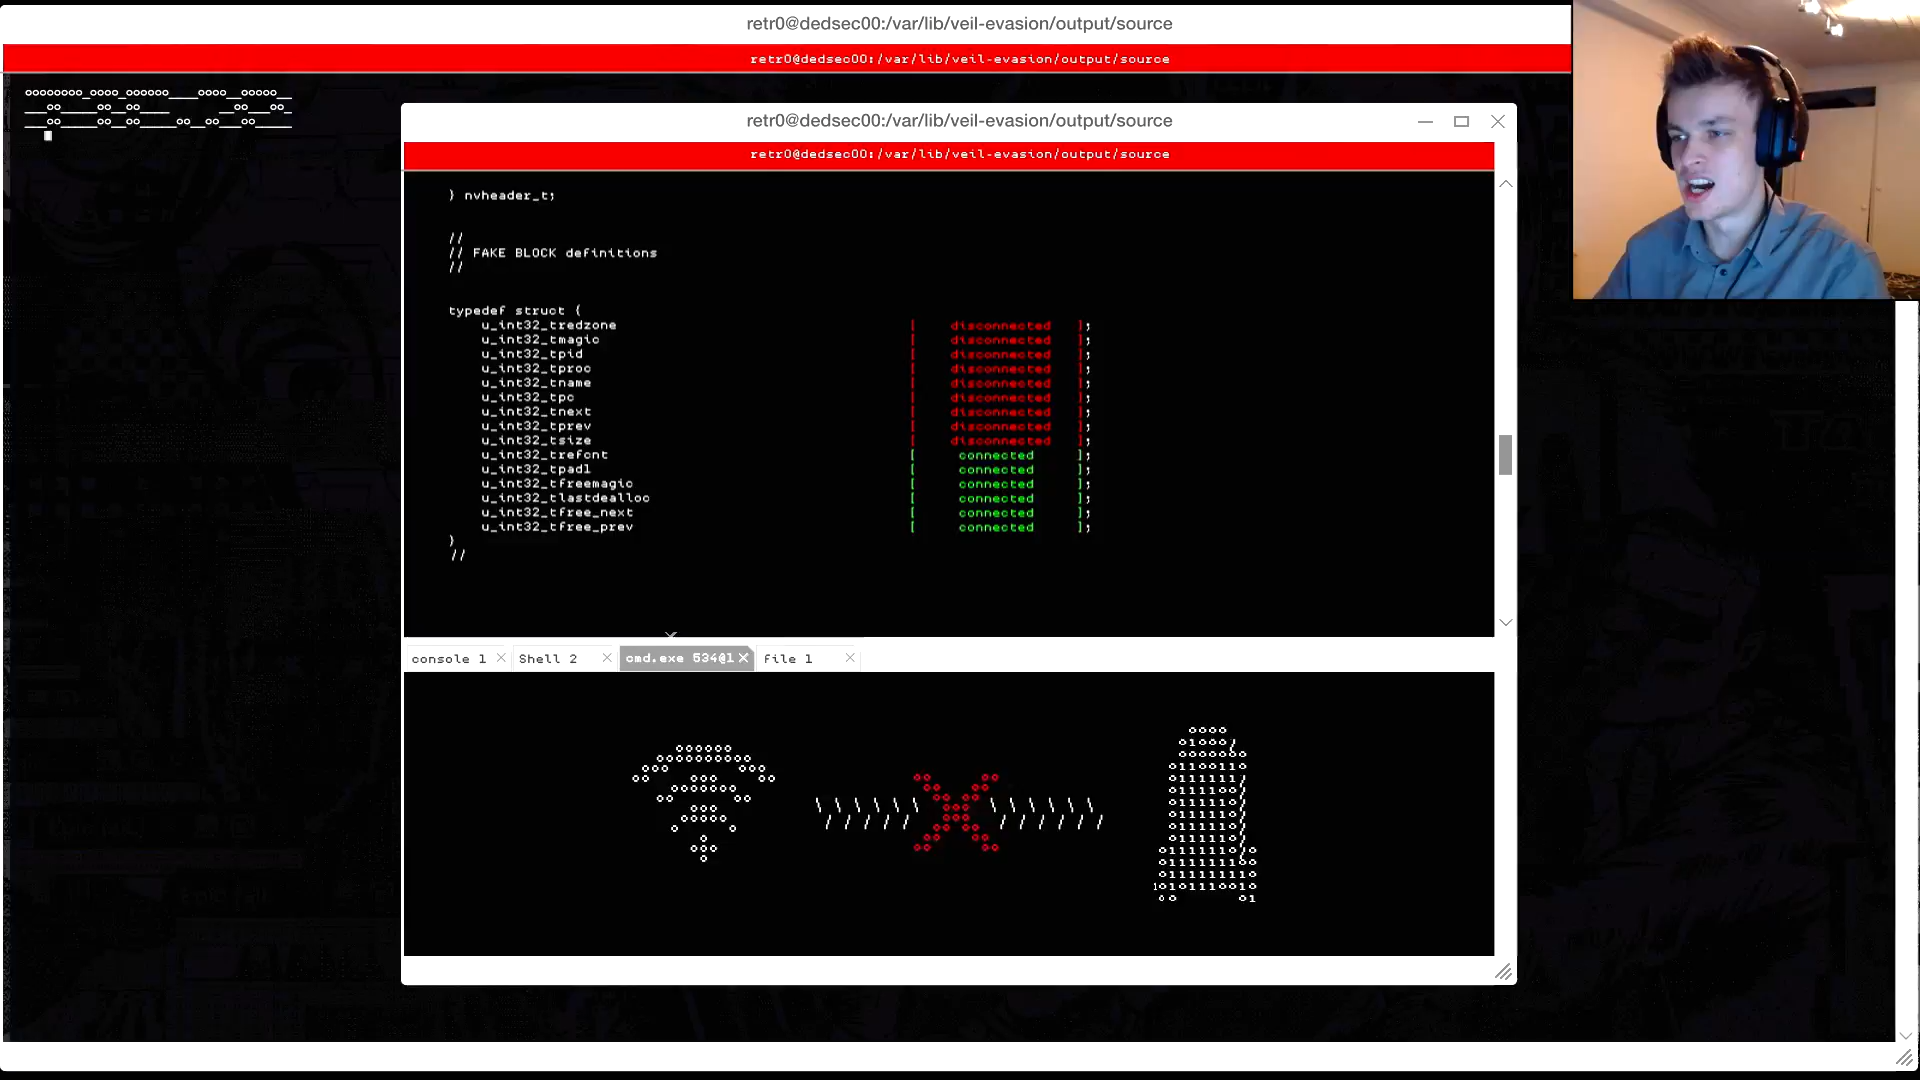 retr0@dedsec00:/var/lib/veil-evasion/output/source
retr0@dedsec00:/var/lib/veil-evasion/output/source
retr0@dedsec00:/var/lib/veil-evasion/output/source
retr0@dedsec00:/var/lib/veil-evasion/output/source
} nvheader_t;
//
// FAKE BLOCK definitions
//
typedef struct {
u_int32_tredzone [ disconnected ];
u_int32_tmagic [ disconnected ];
u_int32_tpid [ disconnected ];
u_int32_tproc [ disconnected ];
u_int32_tname [ disconnected ];
u_int32_tpc [ disconnected ];
u_int32_tnext [ disconnected ];
u_int32_tprev [ disconnected ];
u_int32_tsize [ disconnected ];
u_int32_trefcnt [ connected ];
u_int32_tpad1 [ connected ];
u_int32_tfreemagic [ connected ];
u_int32_tlastdealloc [ connected ];
u_int32_tfree_next [ connected ];
u_int32_tfree_prev [ connected ];
}
//
console 1 Shell 2 cmd.exe 534@1 File 1